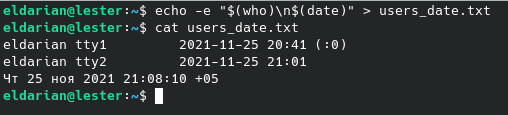 eldarian@lester:~$ echo -e "$(who)\n$(date)" > users_date.txt
eldarian@lester:~$ cat users_date.txt
eldarian tty1         2021-11-25 20:41 (:0)
eldarian tty2         2021-11-25 21:01
Чт 25 ноя 2021 21:08:10 +05
eldarian@lester:~$